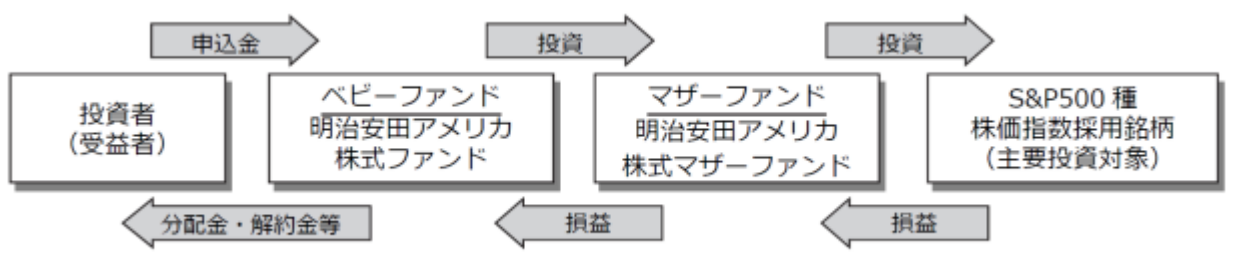 申込金
投資
投資
投資者
（受益者）
ベビーファンド
明治安田アメリカ
株式ファンド
マザーファンド
明治安田アメリカ
株式マザーファンド
S&P500 種
株価指数採用銘柄
（主要投資対象）
分配金・解約金等
損益
損益